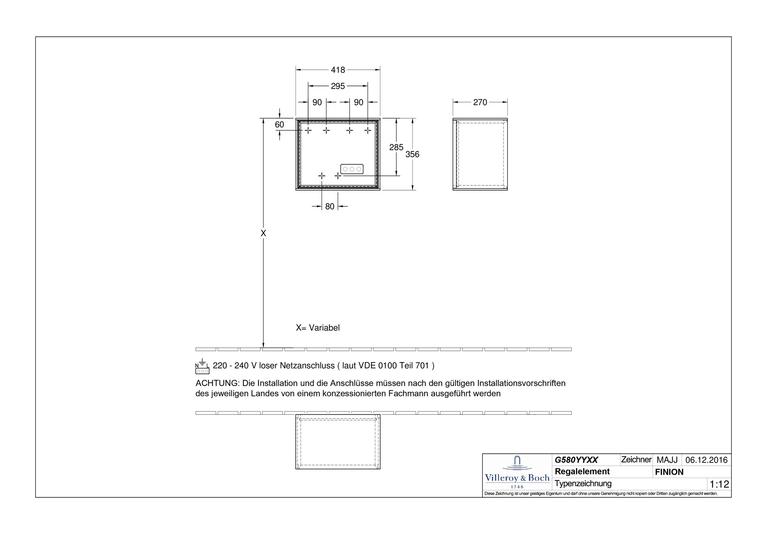 418
295
90
90
270
60
285
356
80
X
X= Variabel
220 - 240 V loser Netzanschluss ( laut VDE 0100 Teil 701 )
ACHTUNG: Die Installation und die Anschlüsse müssen nach den gültigen Installationsvorschriften
des jeweiligen Landes von einem konzessionierten Fachmann ausgeführt werden
G580YYXX Zeichner MAJJ 06.12.2016
Regalelement FINION
Villeroy & Boch
1748
Typenzeichnung 1:12
Diese Zeichnung ist unser geistiges Eigentum und darf ohne unsere Genehmigung nicht kopiert oder Dritten zugänglich gemacht werden.